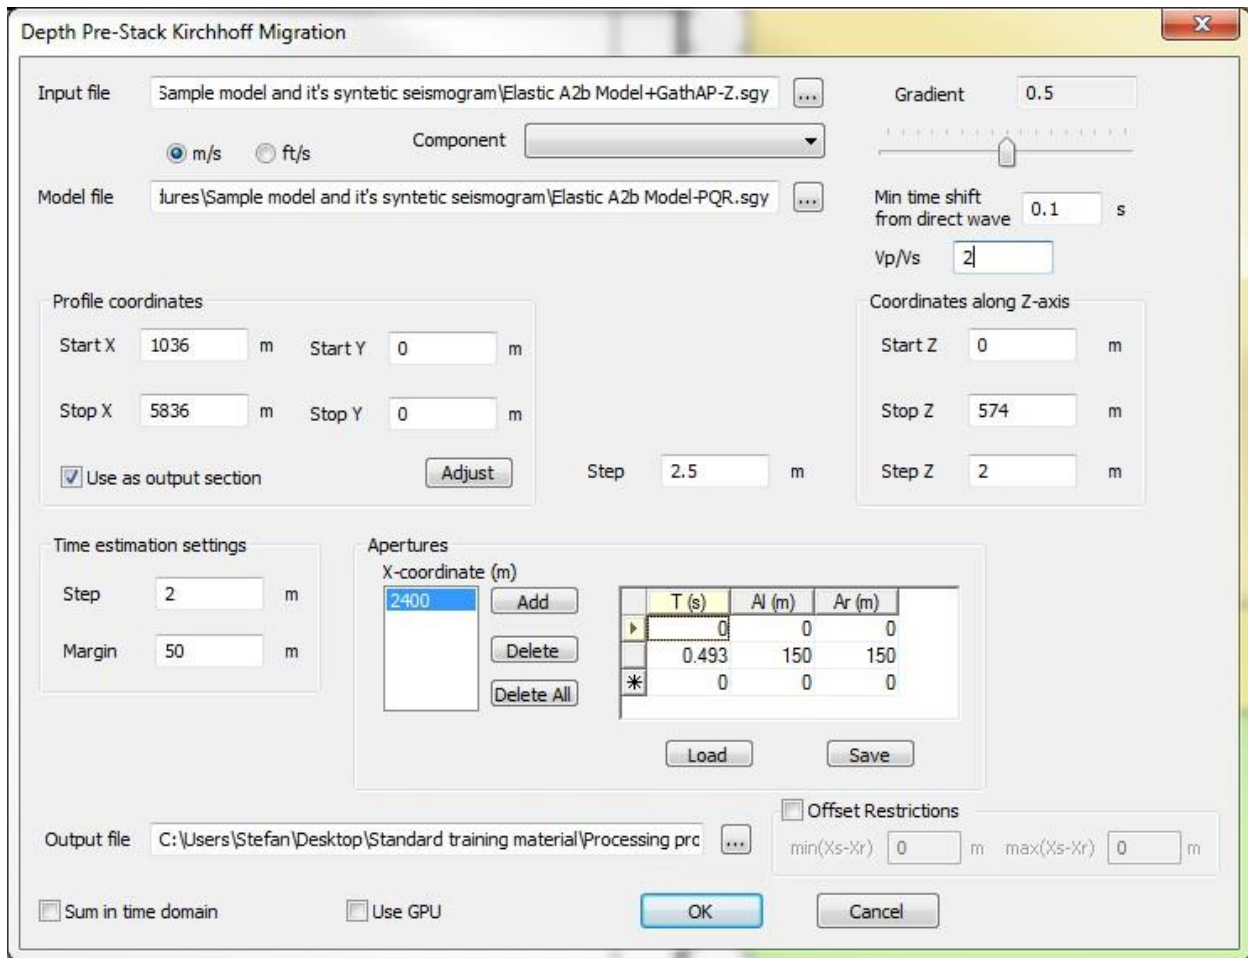 Depth Pre-Stack Kirchhoff Migration
Input file Sample model and it's syntetic seismogram\Elastic A2b Model+GathAP-Z.sgy ... Gradient 0.5
m/s ft/s Component
Model file dures\Sample model and it's syntetic seismogram\Elastic A2b Model-PQR.sgy ... Min time shift from direct wave 0.1 s
Vp/Vs 2
Profile coordinates Coordinates along Z-axis
Start X 1036 m Start Y 0 m Start Z 0 m
Stop X 5836 m Stop Y 0 m Stop Z 574 m
Use as output section Adjust Step 2.5 m Step Z 2 m
Time estimation settings Apertures
X-coordinate (m)
Step 2 m 2400 Add T (s) Al (m) Ar (m)
0 0 0
Margin 50 m Delete 0.493 150 150
Delete All 0 0 0
Load Save
Offset Restrictions
Output file C:\Users\Stefan\Desktop\Standard training material\Processing prc ... min(Xs-Xr) 0 m max(Xs-Xr) 0 m
Sum in time domain Use GPU OK Cancel